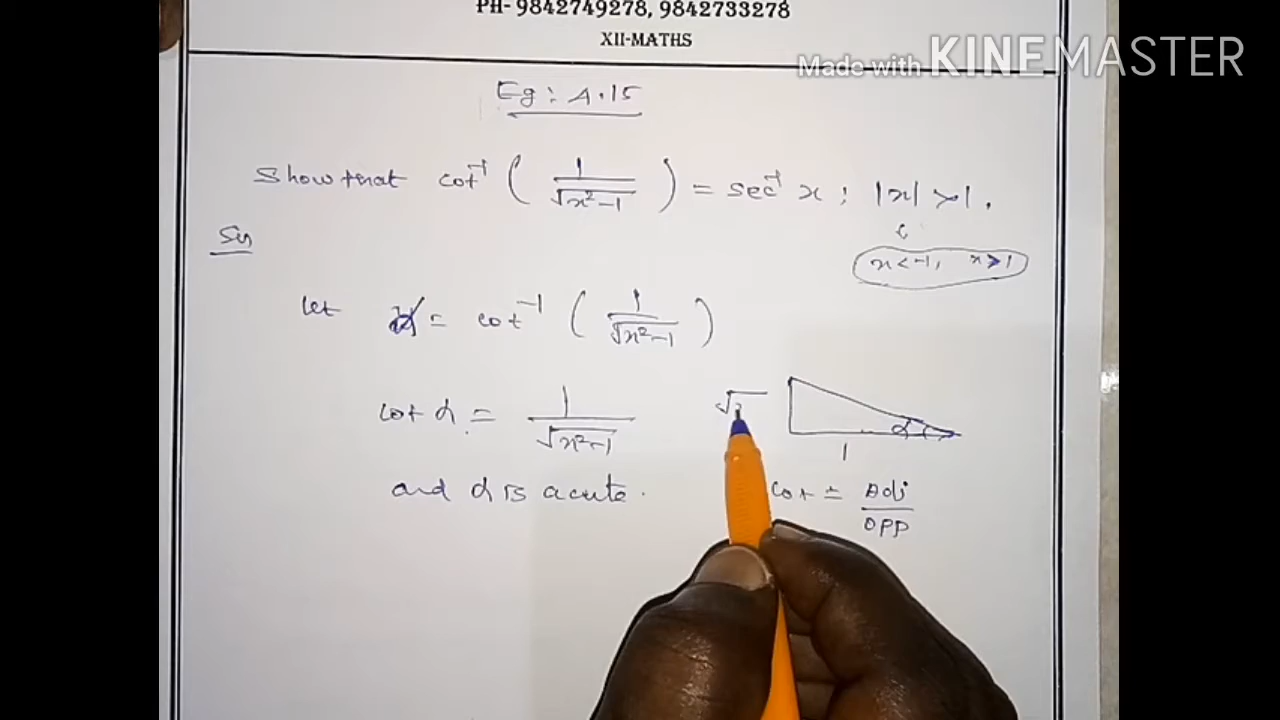 PH- 9842749278, 9842733278
XII-MATHS
Made with KINEMASTER
Eg: 4.15
Show that cot⁻¹ ( 1 / √x²-1 ) = sec⁻¹ x ; |x| >1.
x < -1, x > 1
Let α = cot⁻¹ ( 1 / √x²-1 )
cot α = 1 / √x²-1
and α is acute.
α
1
cot = Adj / opp